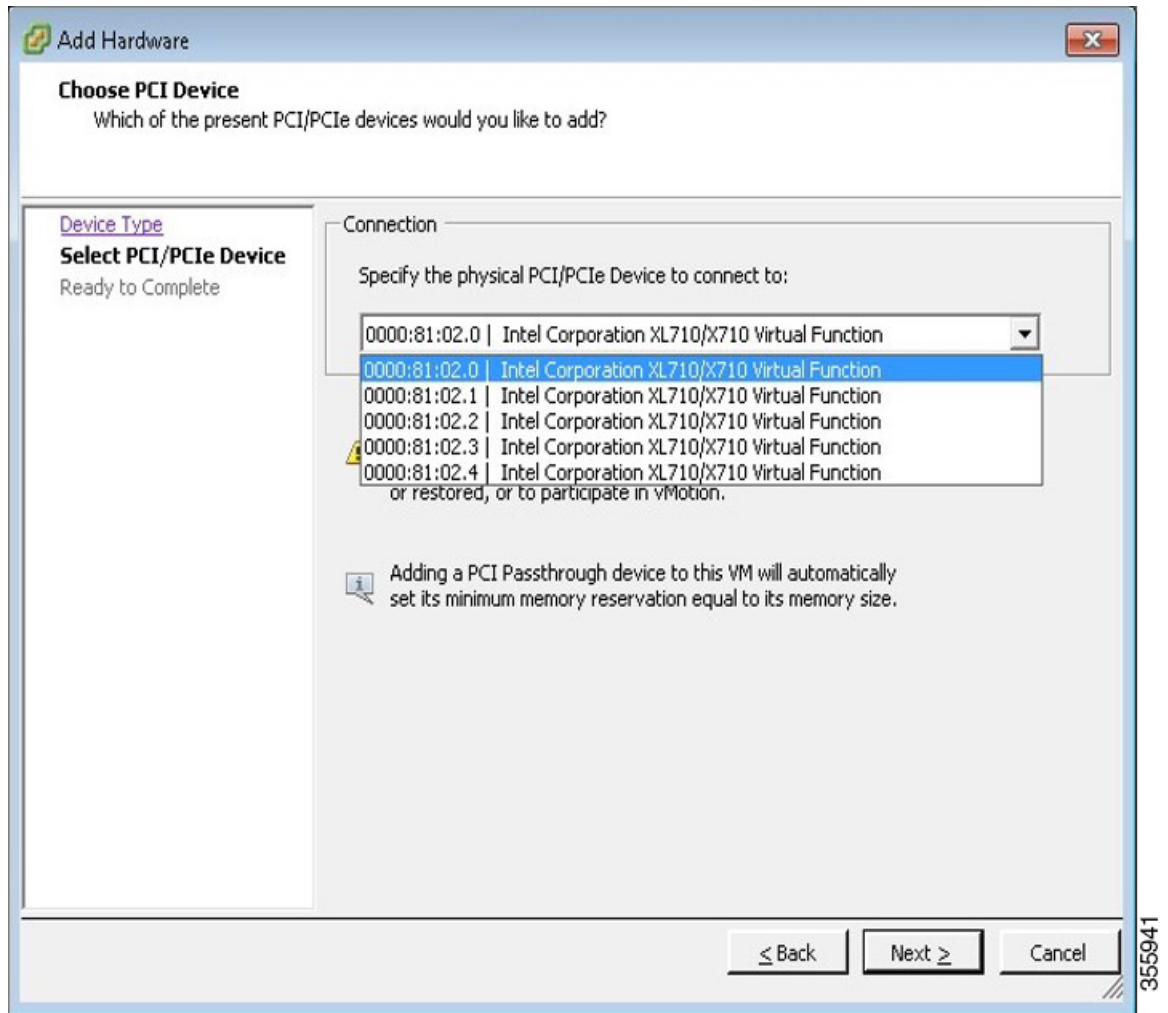 Add Hardware
Choose PCI Device
Which of the present PCI/PCIe devices would you like to add?
Device Type
Select PCI/PCIe Device
Ready to Complete
Connection
Specify the physical PCI/PCIe Device to connect to:
0000:81:02.0 | Intel Corporation XL710/X710 Virtual Function
0000:81:02.0 | Intel Corporation XL710/X710 Virtual Function
0000:81:02.1 | Intel Corporation XL710/X710 Virtual Function
0000:81:02.2 | Intel Corporation XL710/X710 Virtual Function
0000:81:02.3 | Intel Corporation XL710/X710 Virtual Function
0000:81:02.4 | Intel Corporation XL710/X710 Virtual Function
or restored, or to participate in vMotion.
Adding a PCI Passthrough device to this VM will automatically
set its minimum memory reservation equal to its memory size.
< Back
Next >
Cancel
355941